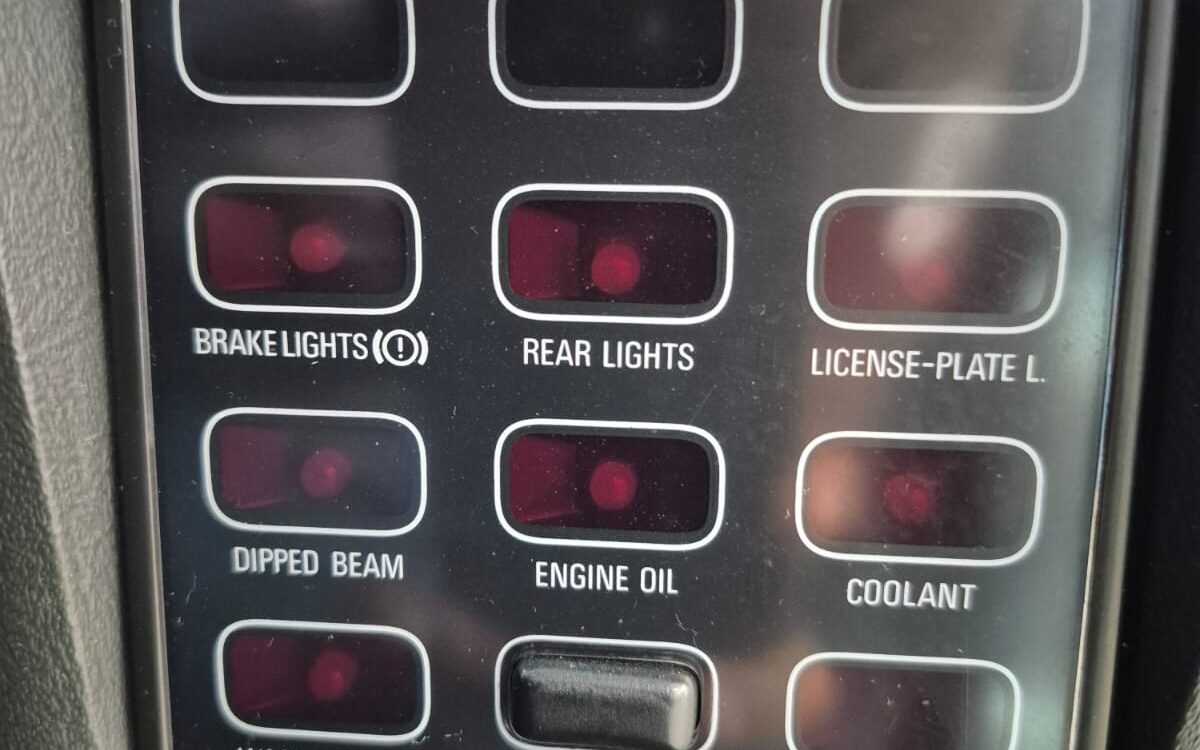 BRAKE LIGHTS (!)
REAR LIGHTS
LICENSE-PLATE L.
DIPPED BEAM
ENGINE OIL
COOLANT